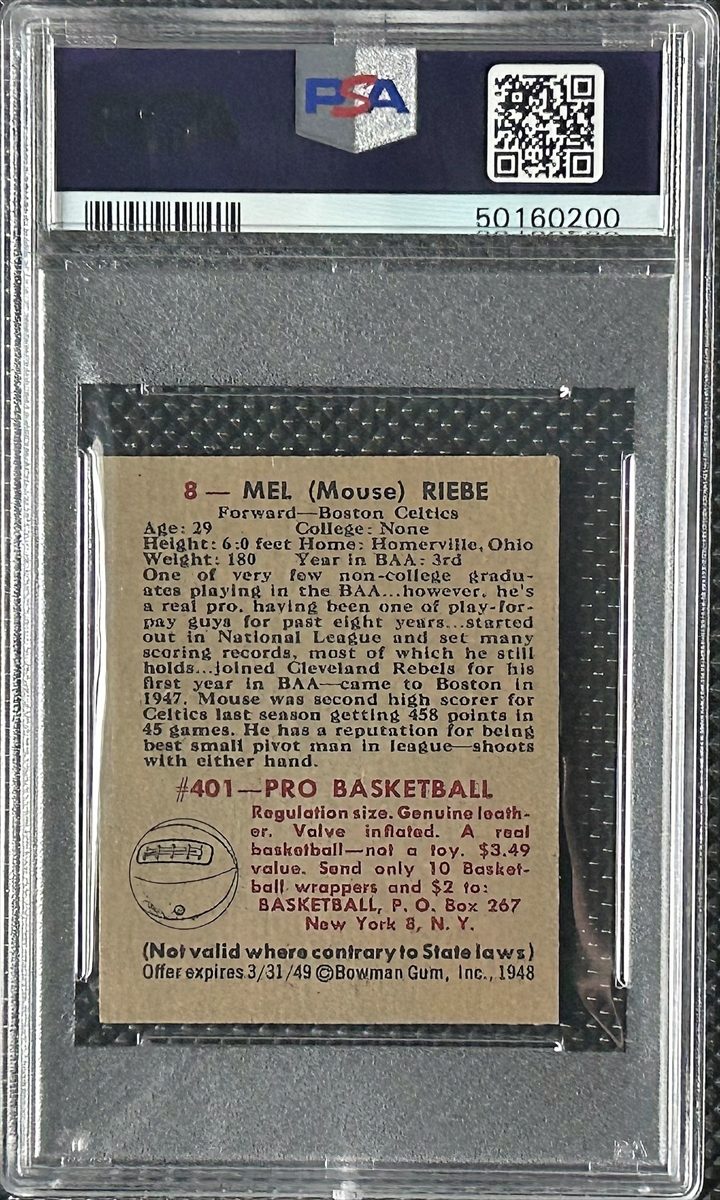 PSA
50160200
8 — MEL (Mouse) RIEBE
Forward—Boston Celtics
Age: 29 College: None
Height: 6:0 feet Home: Homerville, Ohio
Weight: 180 Year in BAA: 3rd
One of very few non-college gradu-
ates playing in the BAA...however, he's
a real pro, having been one of play-for-
pay guys for past eight years...started
out in National League and set many
scoring records, most of which he still
holds...joined Cleveland Rebels for his
first year in BAA—came to Boston in
1947. Mouse was second high scorer for
Celtics last season getting 458 points in
45 games. He has a reputation for being
best small pivot man in league—shoots
with either hand.
#401—PRO BASKETBALL
Regulation size. Genuine leath-
er. Valve inflated. A real
basketball—not a toy. $3.49
value. Send only 10 Basket-
ball wrappers and $2 to:
BASKETBALL, P. O. Box 267
New York 8, N. Y.
(Not valid where contrary to State laws)
Offer expires 3/31/49 ©Bowman Gum, Inc., 1948